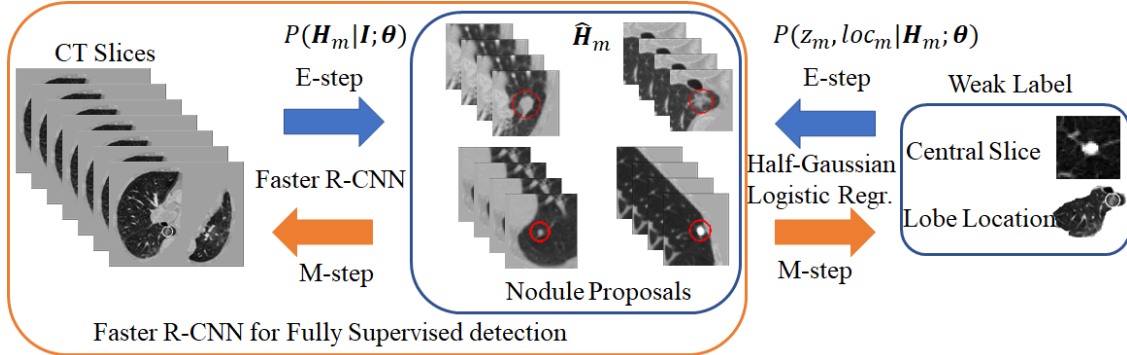 CT Slices
P(H_m|I;θ)
E-step
Faster R-CNN
M-step
Ĥ_m
Nodule Proposals
P(z_m, loc_m|H_m;θ)
E-step
Half-Gaussian
Logistic Regr.
M-step
Weak Label
Central Slice
Lobe Location
Faster R-CNN for Fully Supervised detection